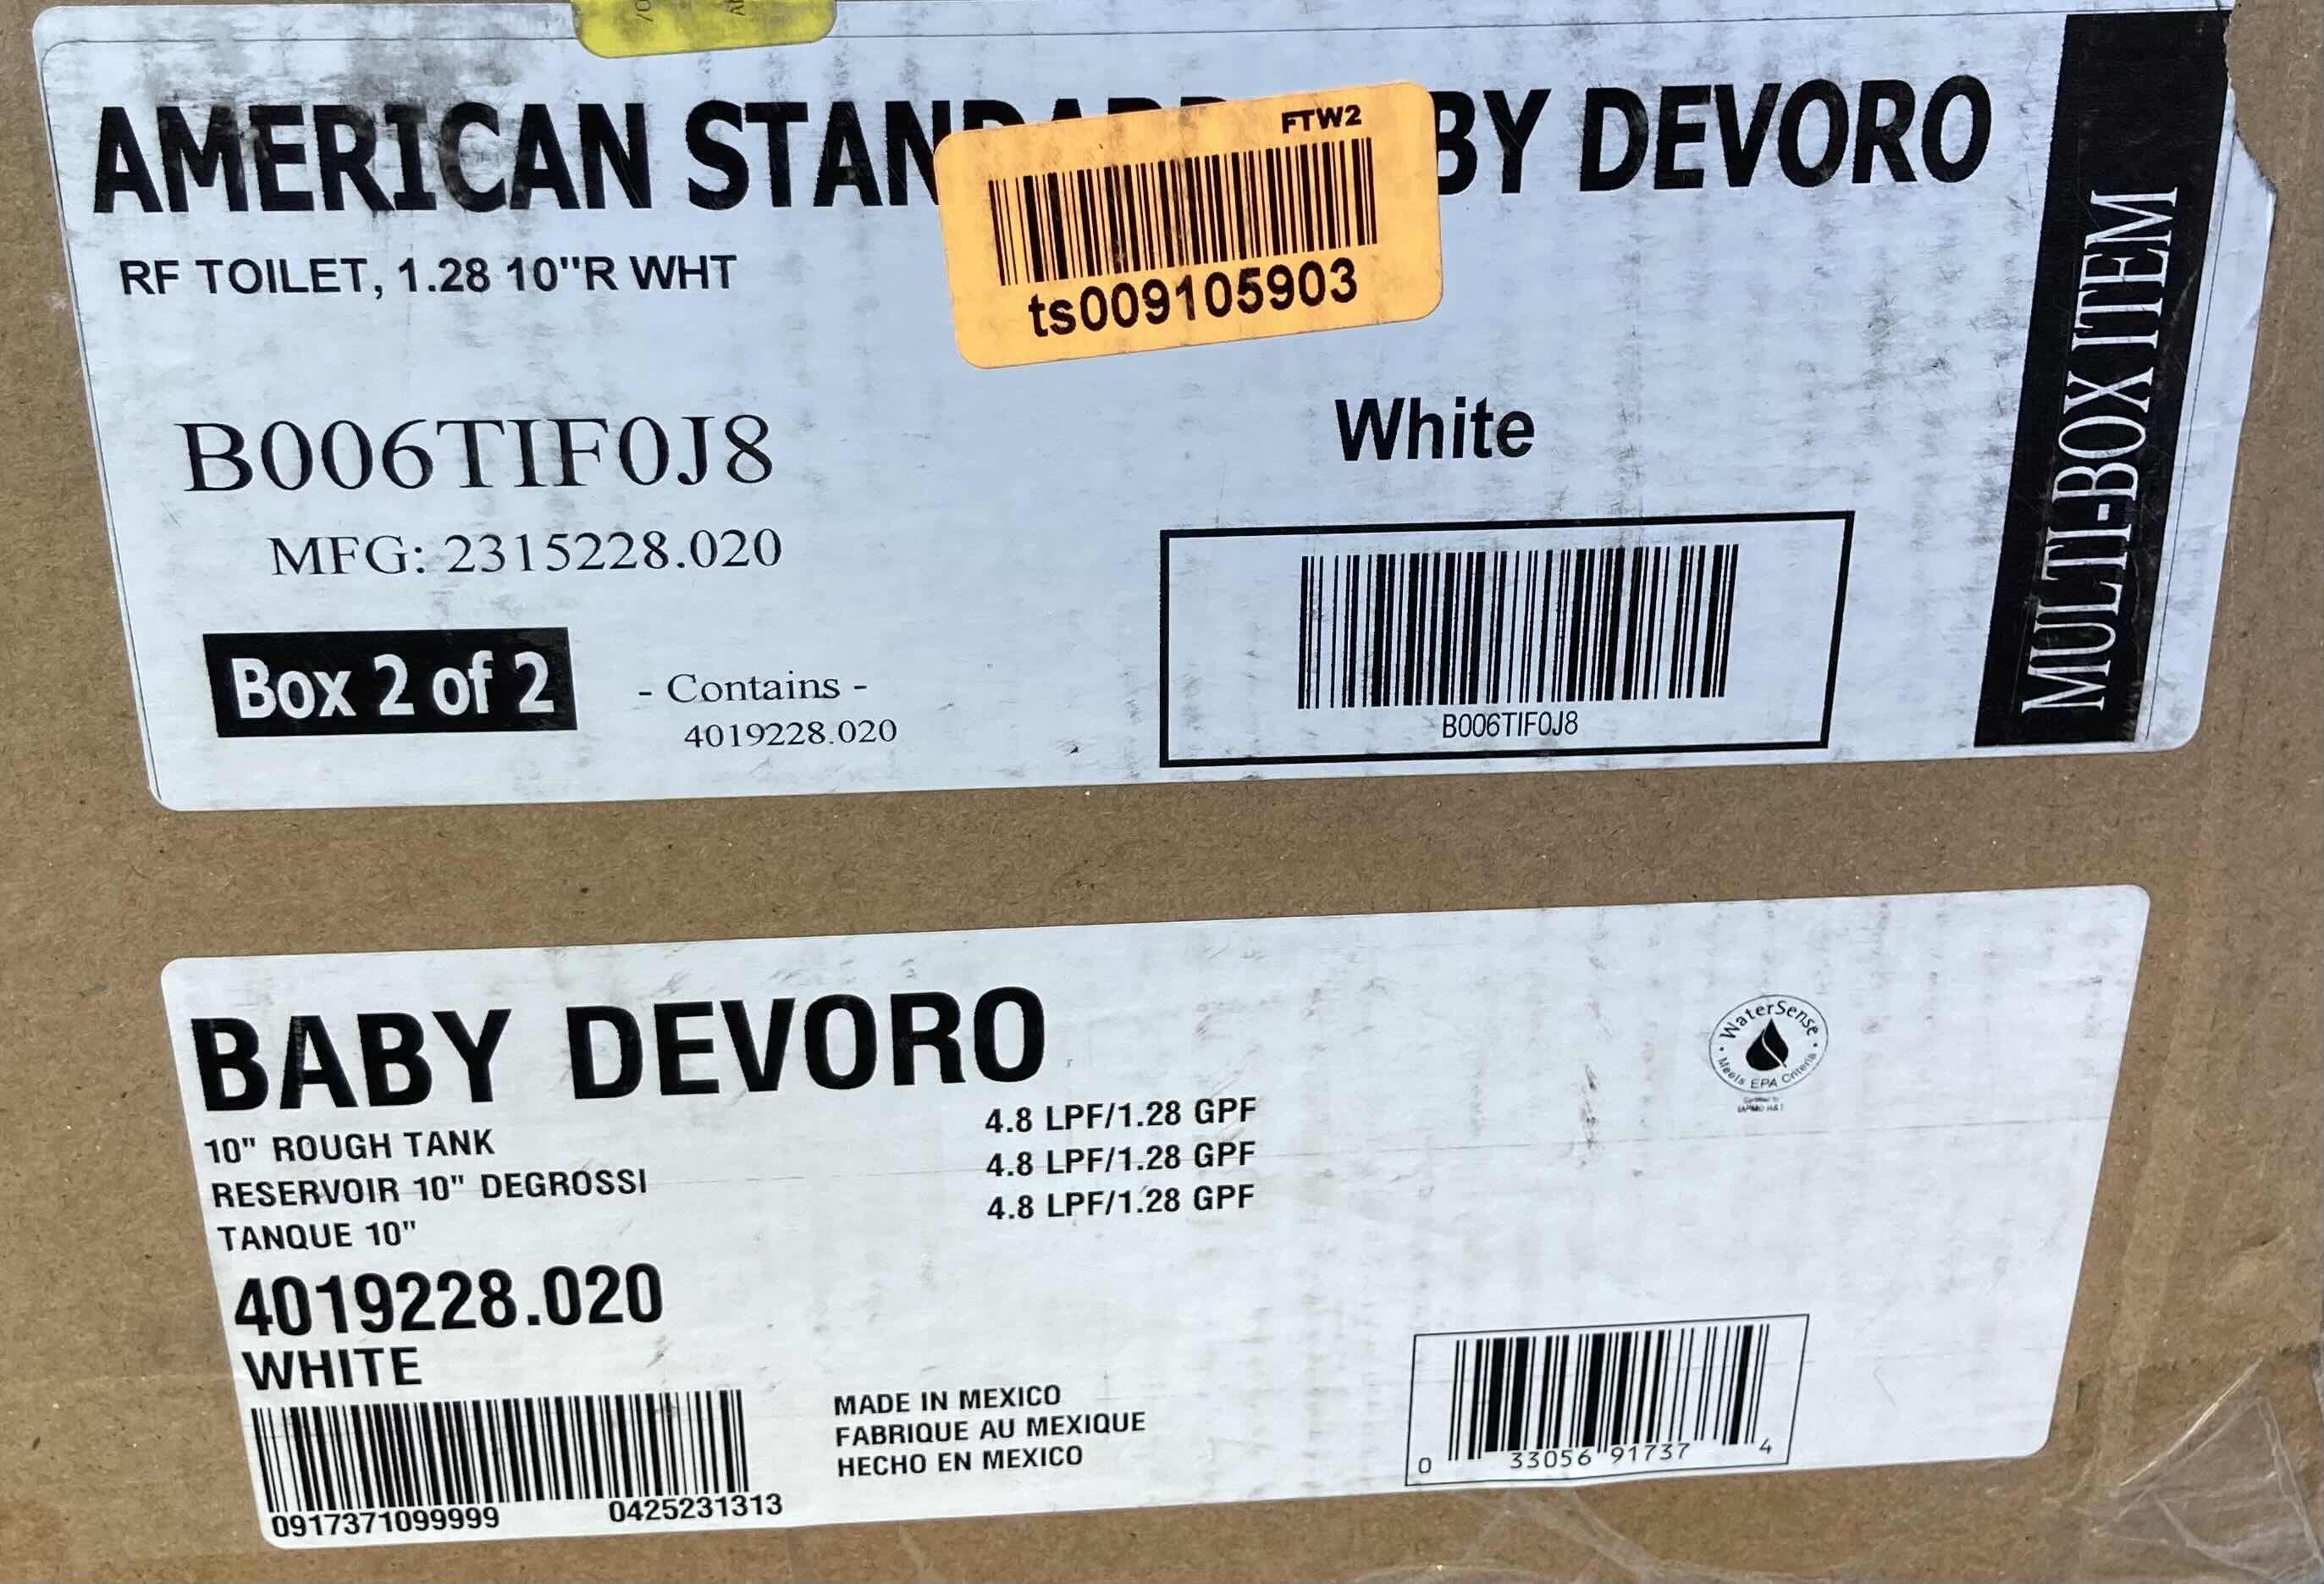 AMERICAN STANDARD BY DEVORO
FTW2
ts009105903
RF TOILET, 1.28 10"R WHT
B006TIF0J8
White
MFG: 2315228.020
Box 2 of 2
- Contains -
4019228.020
B006TIF0J8
MULTI-BOX ITEM
BABY DEVORO
10" ROUGH TANK
RESERVOIR 10" DEGROSSI
TANQUE 10"
4.8 LPF/1.28 GPF
4.8 LPF/1.28 GPF
4.8 LPF/1.28 GPF
WaterSense
Meets EPA Criteria
4019228.020
WHITE
0917371099999 0425231313
MADE IN MEXICO
FABRIQUE AU MEXIQUE
HECHO EN MEXICO
0 33056 91737 4